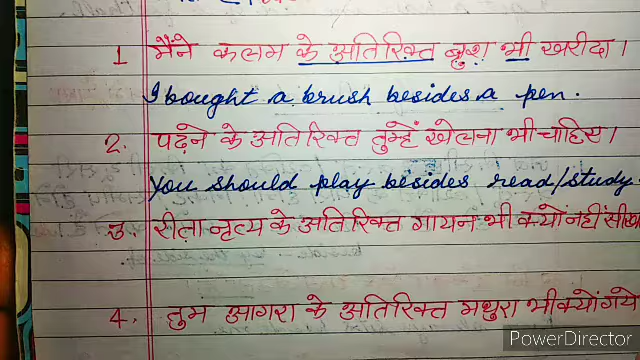 1 मैंने कलम के अतिरिक्त ब्रुश भी खरीदा।
I bought a brush besides a pen.
2. पढ़ने के अतिरिक्त तुम्हें खेलना भी चाहिए।
You should play besides read/study.
3. रीता नृत्य के अतिरिक्त गायन भी क्यों नहीं सीख
4. तुम आगरा के अतिरिक्त मथुरा भी क्यों गये
PowerDirector